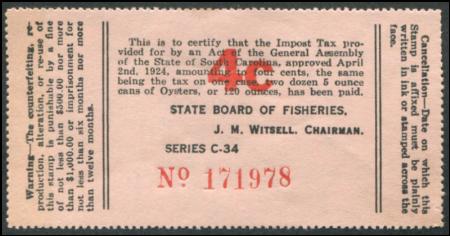 Warning—The counterfeiting, re-
production, alteration, or re-use of
this stamp is punishable by a fine
of not less than $500.00 nor more
than $1,000.00 or imprisonment for
not less than six months nor more
than twelve months.
This is to certify that the Impost Tax pro-
vided for by an Act of the General Assembly
of the State of South Carolina, approved April
2nd, 1924, amounting to four cents, the same
being the tax on one case, two dozen 5 ounce
cans of Oysters, or 120 ounces, has been paid.
4c
STATE BOARD OF FISHERIES,
J. M. WITSELL, CHAIRMAN.
SERIES C-34
No 171978
Cancellation—Date on which this
Stamp is affixed must be plainly
written in ink or stamped across the
face.